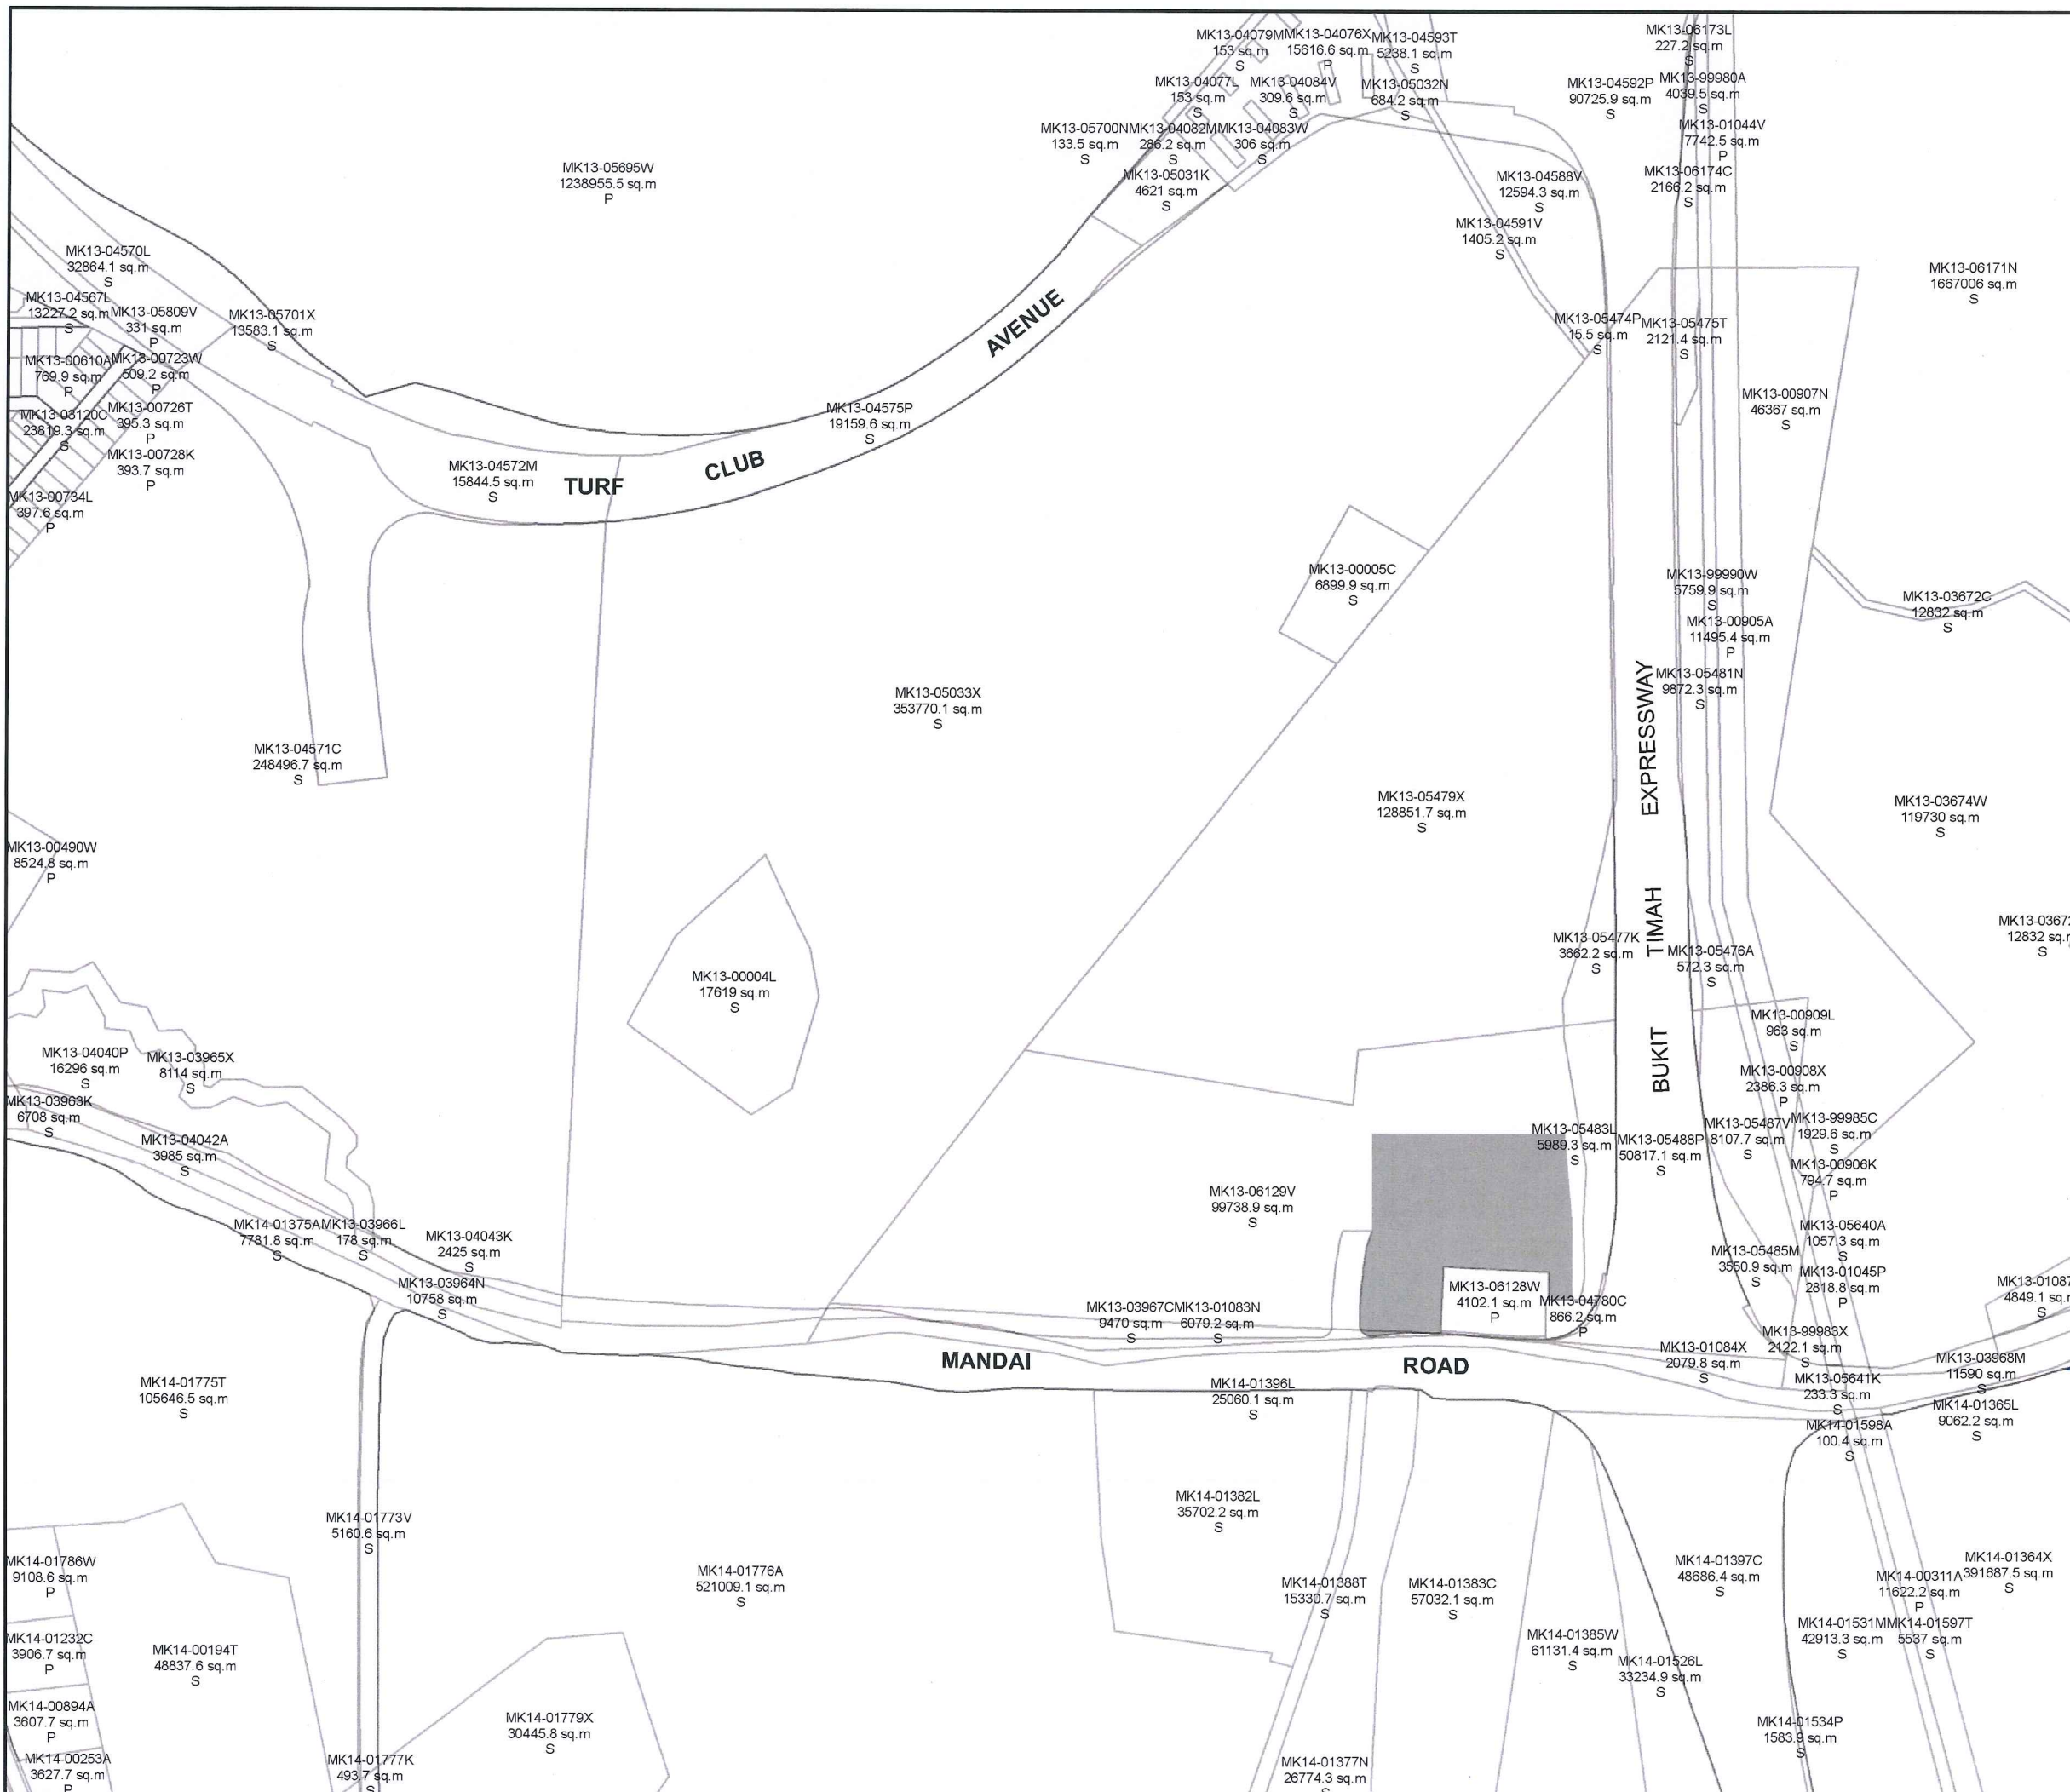 MK13-04079M
153 sq.m
S
MK13-04076X
15616.6 sq.m
P
MK13-04593T
5238.1 sq.m
S
MK13-06173L
227.2 sq.m
S
MK13-04077L
153 sq.m
S
MK13-04084V
309.6 sq.m
S
MK13-05032N
684.2 sq.m
S
MK13-04592P
90725.9 sq.m
S
MK13-99980A
4039.5 sq.m
S
MK13-05700N
133.5 sq.m
S
MK13-04082M
286.2 sq.m
S
MK13-04083W
306 sq.m
S
MK13-01044V
7742.5 sq.m
P
MK13-05695W
1238955.5 sq.m
P
MK13-05031K
4621 sq.m
S
MK13-04588V
12594.3 sq.m
S
MK13-06174C
2166.2 sq.m
S
MK13-04591V
1405.2 sq.m
S
MK13-04570L
32864.1 sq.m
S
MK13-06171N
1667006 sq.m
S
MK13-04567L
13227.2 sq.m
S
MK13-05809V
331 sq.m
P
MK13-05701X
13583.1 sq.m
S
MK13-05474P
15.5 sq.m
S
MK13-05475T
2121.4 sq.m
S
MK13-00610A
769.9 sq.m
P
MK13-00723W
509.2 sq.m
P
MK13-03120C
23819.3 sq.m
S
MK13-00726T
395.3 sq.m
P
MK13-04575P
19159.6 sq.m
S
MK13-00907N
46367 sq.m
S
MK13-00728K
393.7 sq.m
P
MK13-04572M
15844.5 sq.m
S
TURF CLUB AVENUE
MK13-00734L
397.6 sq.m
P
MK13-00005C
6899.9 sq.m
S
MK13-99990W
5759.9 sq.m
S
MK13-03672C
12832 sq.m
S
MK13-00905A
11495.4 sq.m
P
MK13-05033X
353770.1 sq.m
S
MK13-05481N
9872.3 sq.m
S
MK13-04571C
248496.7 sq.m
S
BUKIT TIMAH EXPRESSWAY
MK13-05479X
128851.7 sq.m
S
MK13-03674W
119730 sq.m
S
MK13-00490W
8524.8 sq.m
P
MK13-05477K
3662.2 sq.m
S
MK13-05476A
572.3 sq.m
S
MK13-0367
12832 sq.
S
MK13-00004L
17619 sq.m
S
MK13-00909L
963 sq.m
S
MK13-04040P
16296 sq.m
S
MK13-03965X
8114 sq.m
S
MK13-00908X
2386.3 sq.m
P
MK13-03963K
6708 sq.m
S
MK13-04042A
3985 sq.m
S
MK13-05483L
5989.3 sq.m
S
MK13-05488P
50817.1 sq.m
S
MK13-05487V
8107.7 sq.m
S
MK13-99985C
1929.6 sq.m
S
MK13-00906K
794.7 sq.m
P
MK13-06129V
99738.9 sq.m
S
MK14-01375A
7781.8 sq.m
S
MK13-03966L
178 sq.m
S
MK13-04043K
2425 sq.m
S
MK13-05640A
1057.3 sq.m
S
MK13-05485M
3550.9 sq.m
S
MK13-03964N
10758 sq.m
S
MK13-06128W
4102.1 sq.m
P
MK13-04780C
866.2 sq.m
P
MK13-01045P
2818.8 sq.m
P
MK13-01087
4849.1 sq.
S
MK13-03967C
9470 sq.m
S
MK13-01083N
6079.2 sq.m
S
MANDAI ROAD
MK13-01084X
2079.8 sq.m
S
MK13-99983X
2122.1 sq.m
S
MK13-03968M
11590 sq.m
S
MK14-01775T
105646.5 sq.m
S
MK14-01396L
25060.1 sq.m
S
MK13-05641K
233.3 sq.m
S
MK14-01365L
9062.2 sq.m
S
MK14-01598A
100.4 sq.m
S
MK14-01773V
5160.6 sq.m
S
MK14-01382L
35702.2 sq.m
S
MK14-01786W
9108.6 sq.m
P
MK14-01776A
521009.1 sq.m
S
MK14-01388T
15330.7 sq.m
S
MK14-01383C
57032.1 sq.m
S
MK14-01397C
48686.4 sq.m
S
MK14-00311A
11622.2 sq.m
P
MK14-01364X
391687.5 sq.m
S
MK14-01232C
3906.7 sq.m
P
MK14-00194T
48837.6 sq.m
S
MK14-01385W
61131.4 sq.m
S
MK14-01526L
33234.9 sq.m
S
MK14-01531M
42913.3 sq.m
S
MK14-01597T
5537 sq.m
S
MK14-00894A
3607.7 sq.m
P
MK14-01779X
30445.8 sq.m
S
MK14-01534P
1583.9 sq.m
S
MK14-00253A
3627.7 sq.m
P
MK14-01777K
493.7 sq.m
S
MK14-01377N
26774.3 sq.m